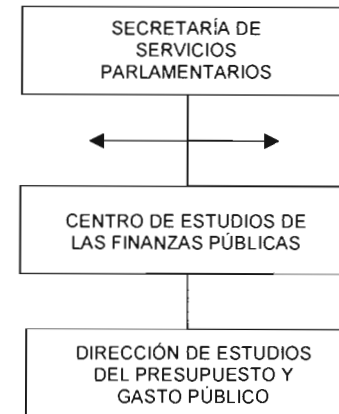 SECRETARÍA DE
SERVICIOS
PARLAMENTARIOS
CENTRO DE ESTUDIOS DE
LAS FINANZAS PÚBLICAS
DIRECCIÓN DE ESTUDIOS
DEL PRESUPUESTO Y
GASTO PÚBLICO